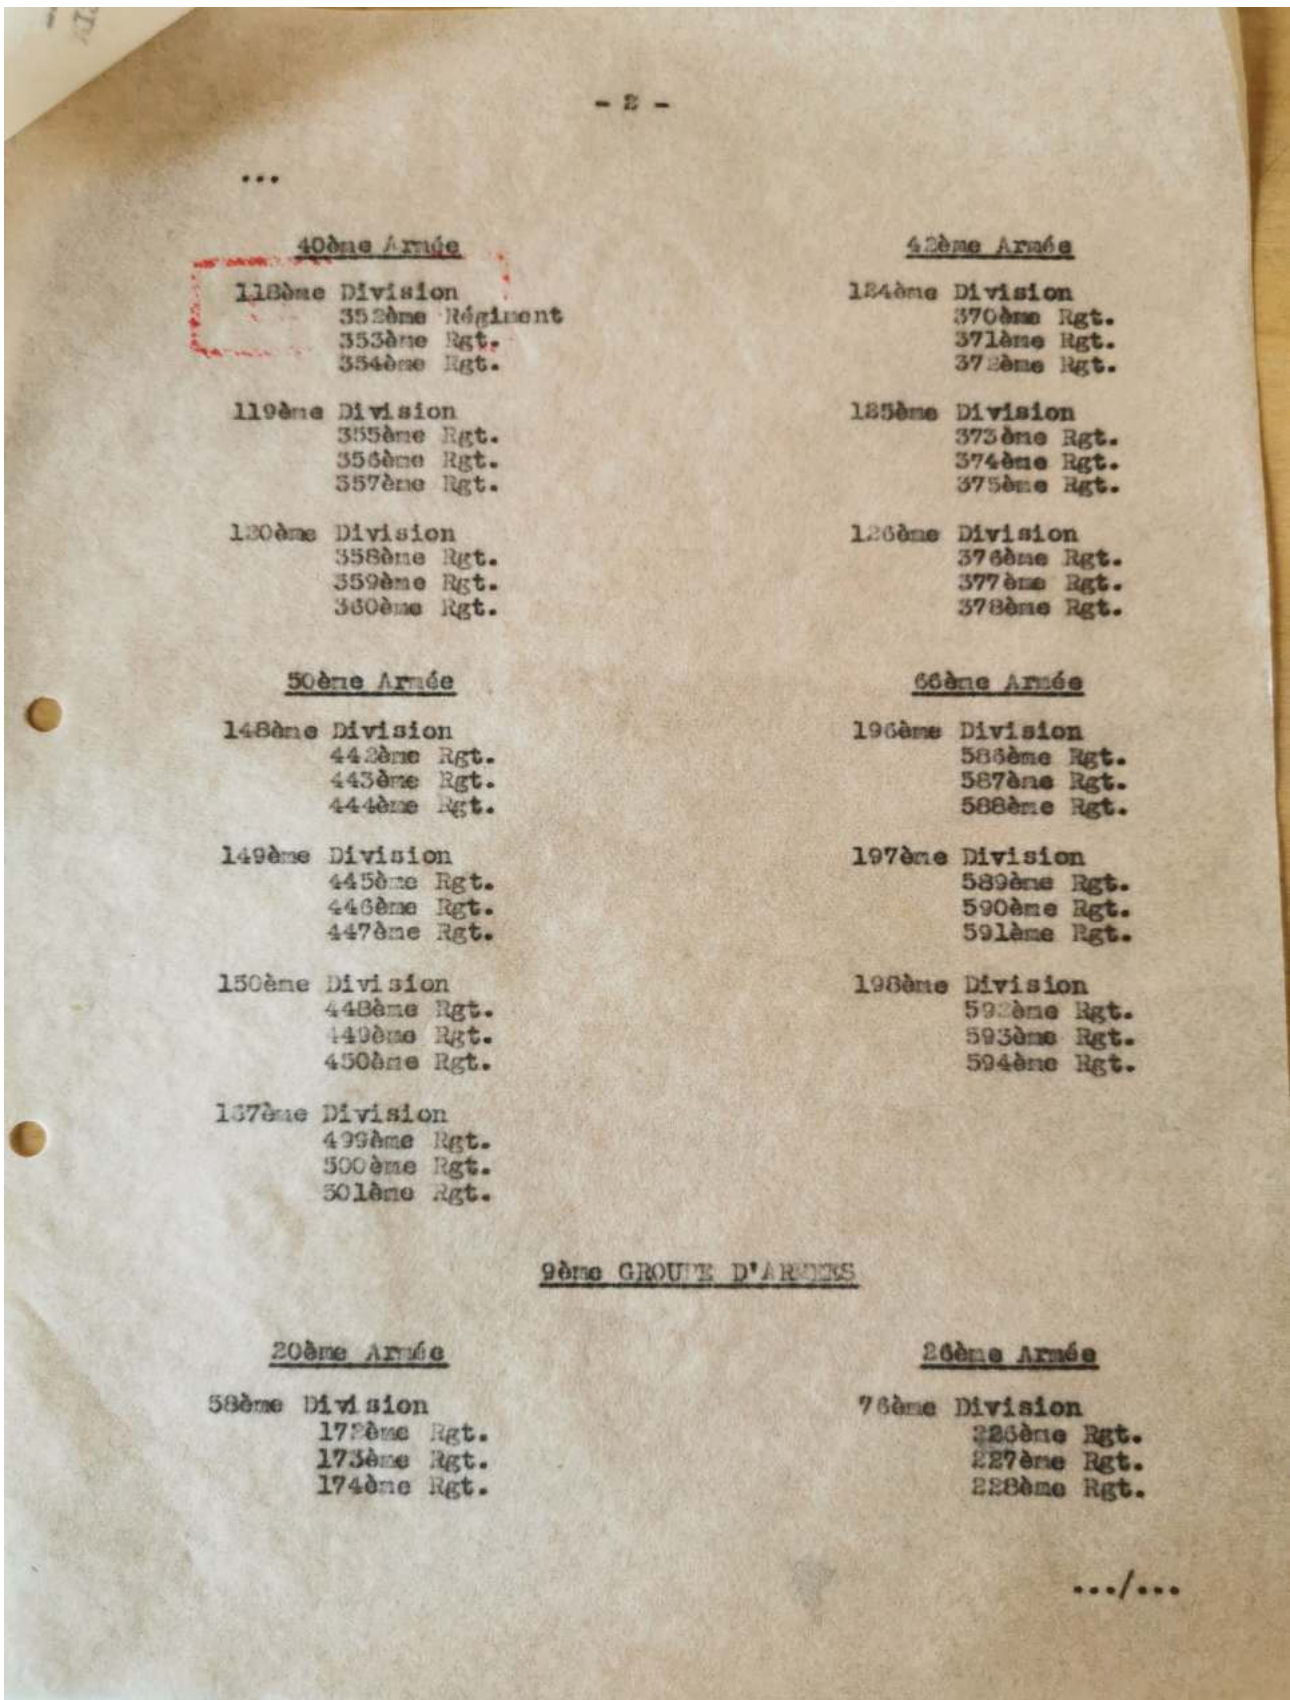 - 2 -
...
40ème Armée
118ème Division
352ème Régiment
353ème Rgt.
354ème Rgt.
119ème Division
355ème Rgt.
356ème Rgt.
357ème Rgt.
120ème Division
358ème Rgt.
359ème Rgt.
360ème Rgt.
42ème Armée
124ème Division
370ème Rgt.
371ème Rgt.
372ème Rgt.
125ème Division
373ème Rgt.
374ème Rgt.
375ème Rgt.
126ème Division
376ème Rgt.
377ème Rgt.
378ème Rgt.
50ème Armée
148ème Division
442ème Rgt.
443ème Rgt.
444ème Rgt.
149ème Division
445ème Rgt.
446ème Rgt.
447ème Rgt.
150ème Division
448ème Rgt.
449ème Rgt.
450ème Rgt.
167ème Division
499ème Rgt.
500ème Rgt.
501ème Rgt.
66ème Armée
196ème Division
586ème Rgt.
587ème Rgt.
588ème Rgt.
197ème Division
589ème Rgt.
590ème Rgt.
591ème Rgt.
198ème Division
592ème Rgt.
593ème Rgt.
594ème Rgt.
9ème GROUPE D'ARMEES
20ème Armée
58ème Division
172ème Rgt.
173ème Rgt.
174ème Rgt.
26ème Armée
76ème Division
226ème Rgt.
227ème Rgt.
228ème Rgt.
.../...